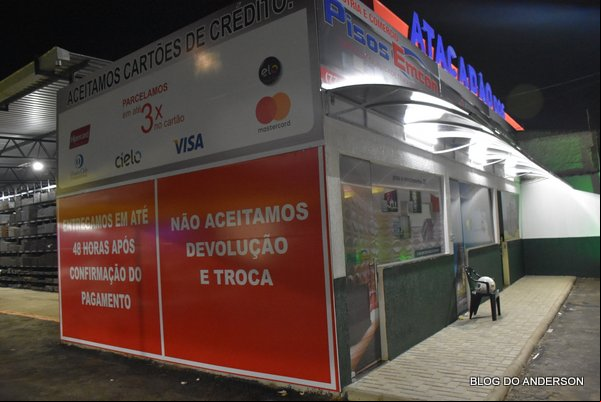 ACEITAMOS CARTÕES DE CRÉDITO.
PARCELAMOS
em até 3x
no cartão
elo
mastercard
cielo
VISA
ENTREGAMOS EM ATÉ
48 HORAS APÓS
CONFIRMAÇÃO DO
PAGAMENTO
NÃO ACEITAMOS
DEVOLUÇÃO
E TROCA
ATACADÃO
BLOG DO ANDERSON